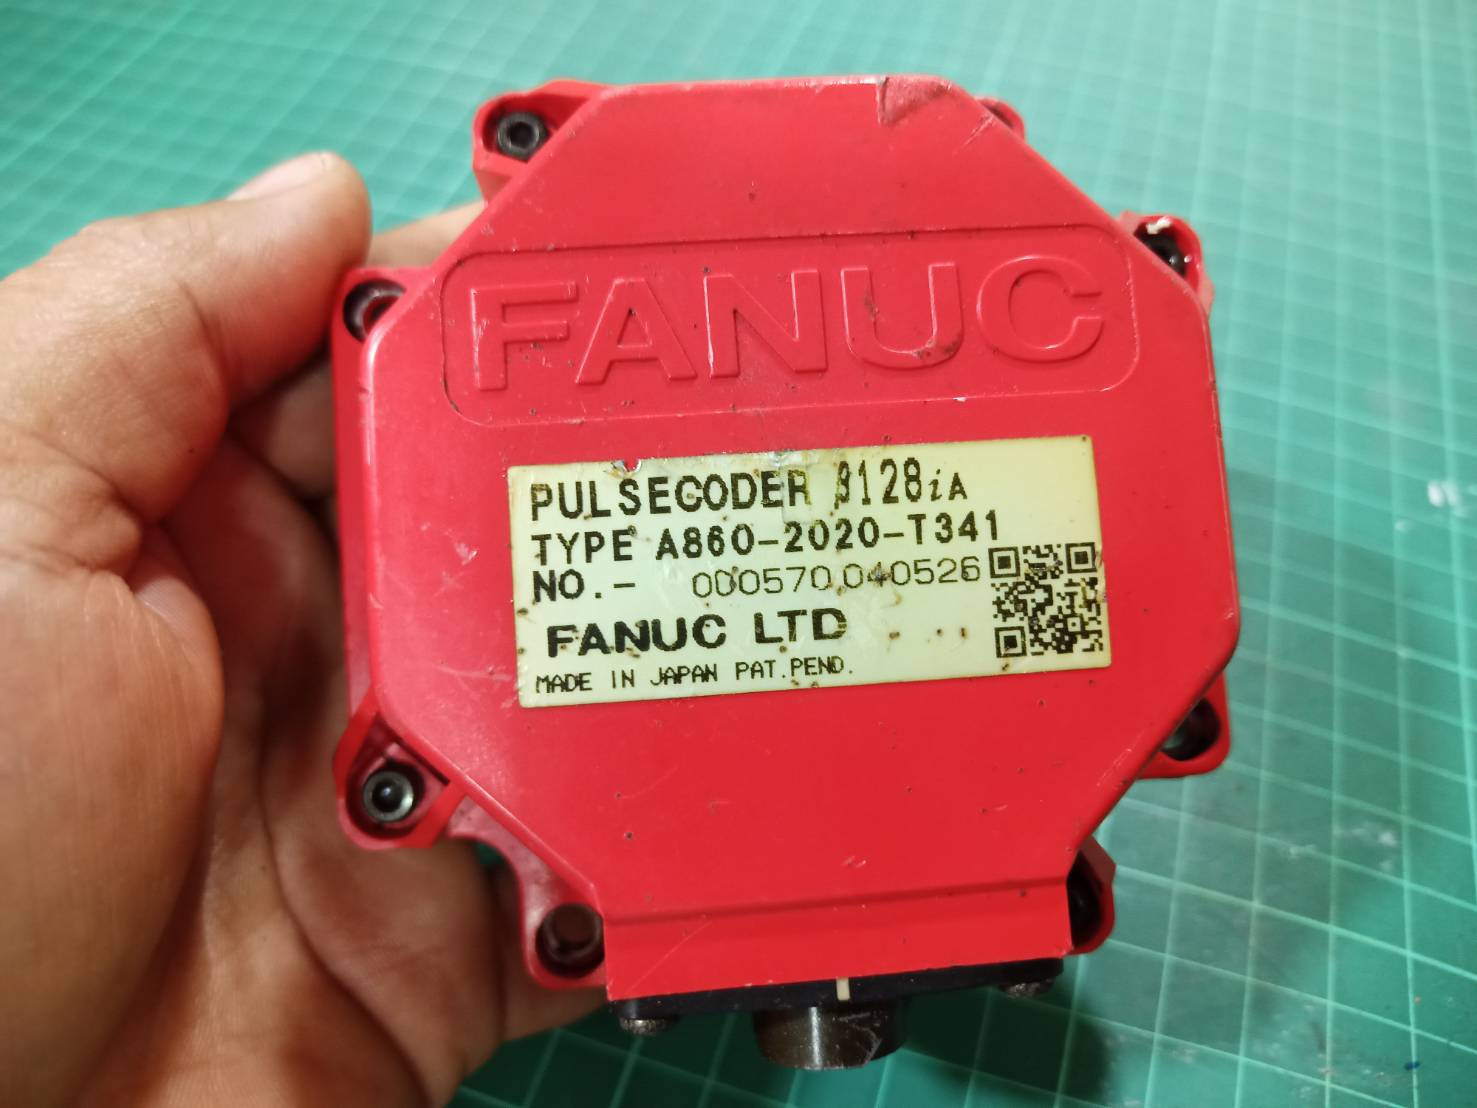 FANUC
PULSECODER β128iA
TYPE A860-2020-T341
NO.- 000570 040526
FANUC LTD
MADE IN JAPAN PAT.PEND.